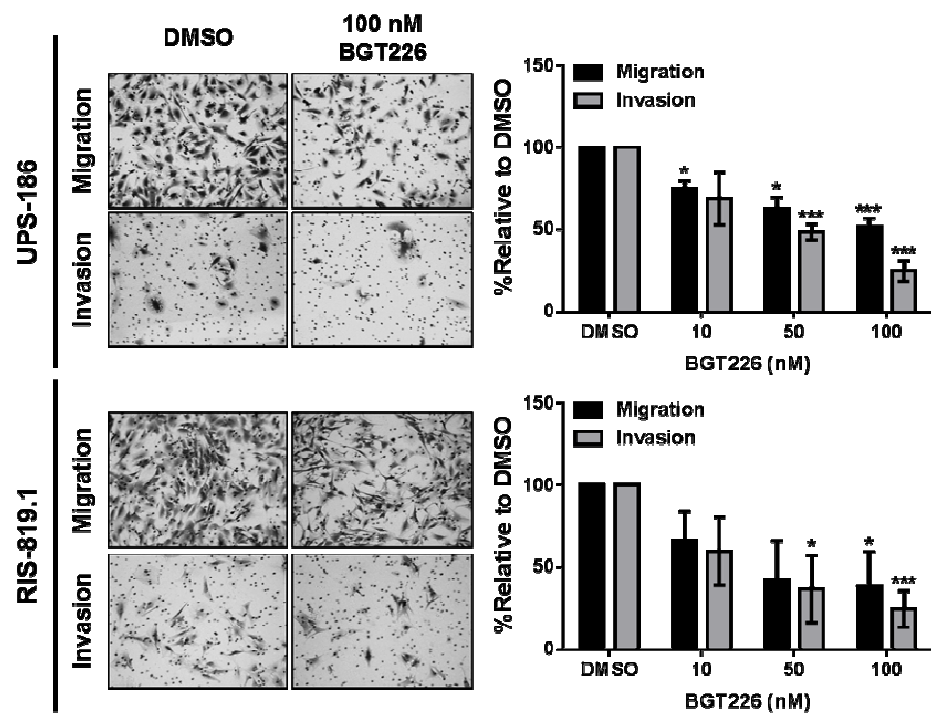 DMSO
100 nM
BGT226
UPS-186
Migration
Invasion
%Relative to DMSO
150
100
50
0
Migration
Invasion
*
*
***
***
***
DMSO
10
50
100
BGT226 (nM)
RIS-819.1
Migration
Invasion
%Relative to DMSO
150
100
50
0
Migration
Invasion
*
*
***
DMSO
10
50
100
BGT226 (nM)